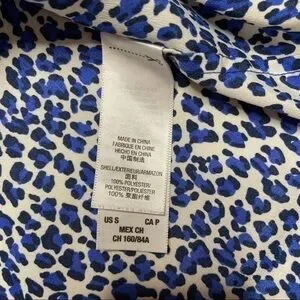 MADE IN CHINA
FABRIQUÉ EN CHINE
HECHO EN CHINA
中国制造
SHELL/EXTERIEUR/ARMAZON
面料
100% POLYESTER/
POLYESTER/POLIESTER
100% 聚酯纤维
US S CA P
MEX CH
CH 160/84A